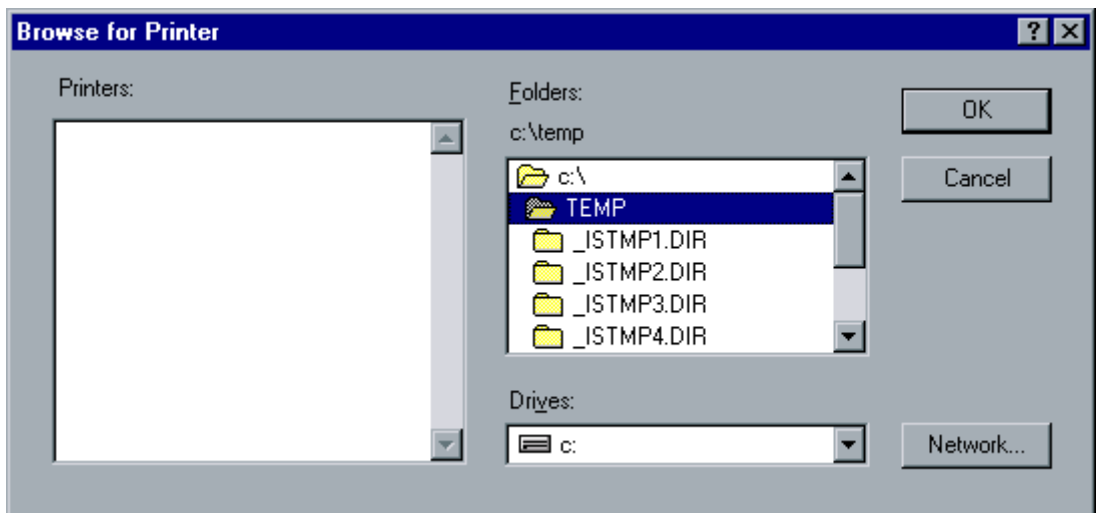 Browse for Printer
Printers:
Folders:
c:\temp
c:\
TEMP
_ISTMP1.DIR
_ISTMP2.DIR
_ISTMP3.DIR
_ISTMP4.DIR
Drives:
c:
OK
Cancel
Network...